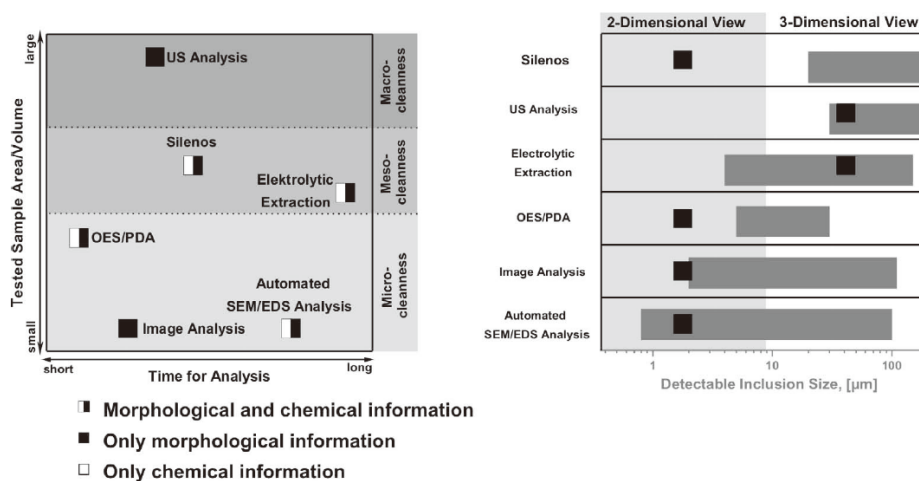 large
Tested Sample Area/Volume
small
US Analysis
Silenos
Elektrolytic
Extraction
OES/PDA
Automated
SEM/EDS Analysis
Image Analysis
Macro-
cleanness
Meso-
cleanness
Micro-
cleanness
short
long
Time for Analysis
Morphological and chemical information
Only morphological information
Only chemical information
2-Dimensional View
3-Dimensional View
Silenos
US Analysis
Electrolytic
Extraction
OES/PDA
Image Analysis
Automated
SEM/EDS Analysis
1
10
100
Detectable Inclusion Size, [µm]